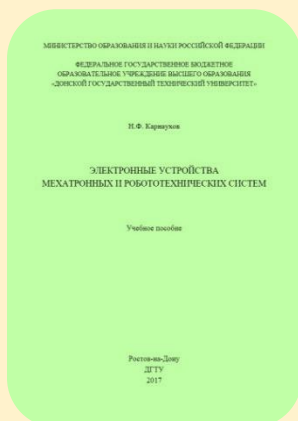 МИНИСТЕРСТВО ОБРАЗОВАНИЯ И НАУКИ РОССИЙСКОЙ ФЕДЕРАЦИИ
ФЕДЕРАЛЬНОЕ ГОСУДАРСТВЕННОЕ БЮДЖЕТНОЕ
ОБРАЗОВАТЕЛЬНОЕ УЧРЕЖДЕНИЕ ВЫСШЕГО ОБРАЗОВАНИЯ
«ДОНСКОЙ ГОСУДАРСТВЕННЫЙ ТЕХНИЧЕСКИЙ УНИВЕРСИТЕТ»
Н.Ф. Карнаухов
ЭЛЕКТРОННЫЕ УСТРОЙСТВА
МЕХАТРОННЫХ И РОБОТОТЕХНИЧЕСКИХ СИСТЕМ
Учебное пособие
Ростов-на-Дону
ДГТУ
2017